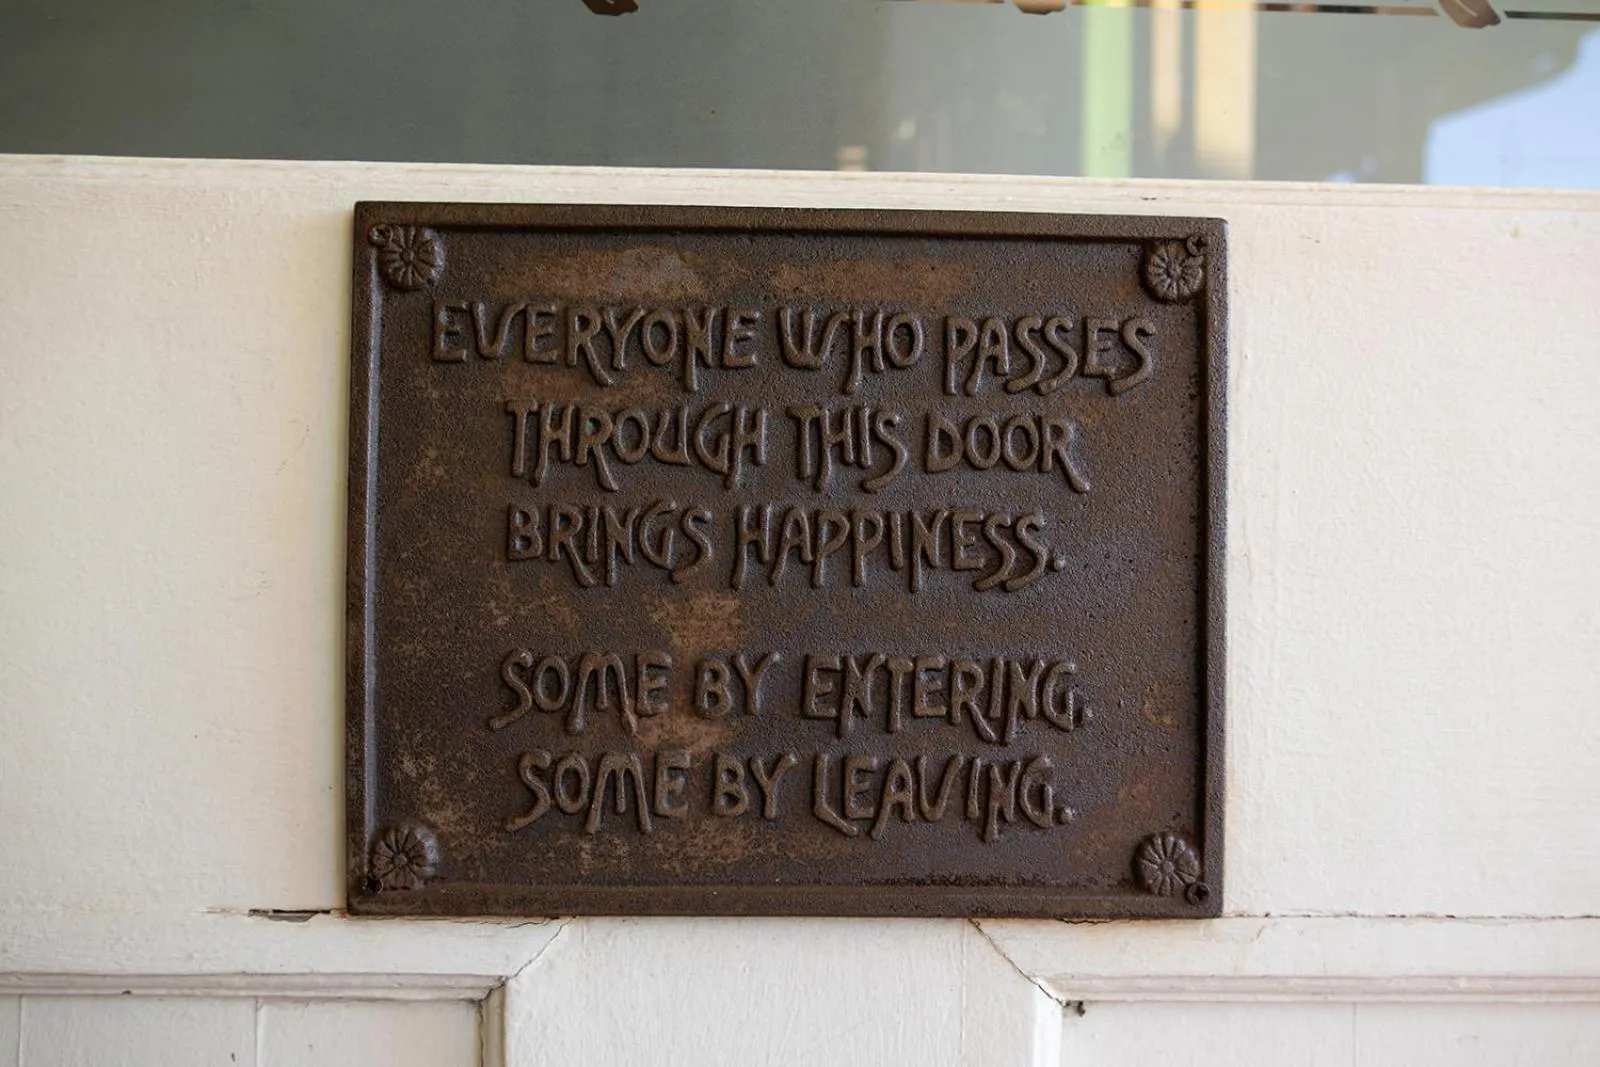 EVERYONE WHO PASSES
THROUGH THIS DOOR
BRINGS HAPPINESS.
SOME BY ENTERING.
SOME BY LEAVING.